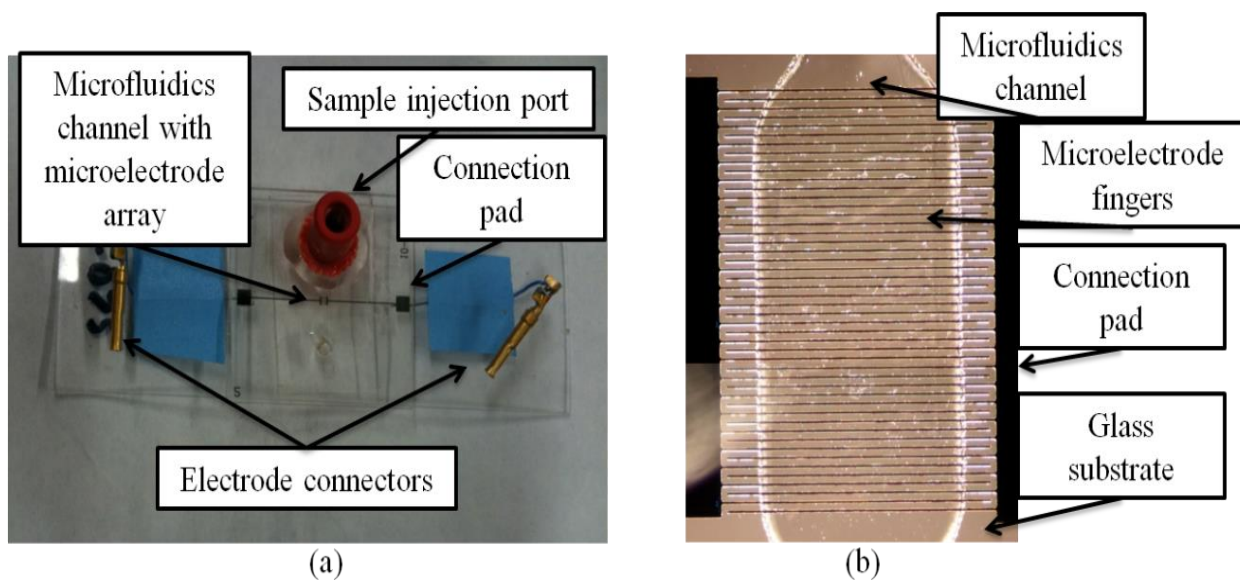 Microfluidics
channel with
microelectrode
array
Sample injection port
Connection
pad
Electrode connectors
(a)
Microfluidics
channel
Microelectrode
fingers
Connection
pad
Glass
substrate
(b)